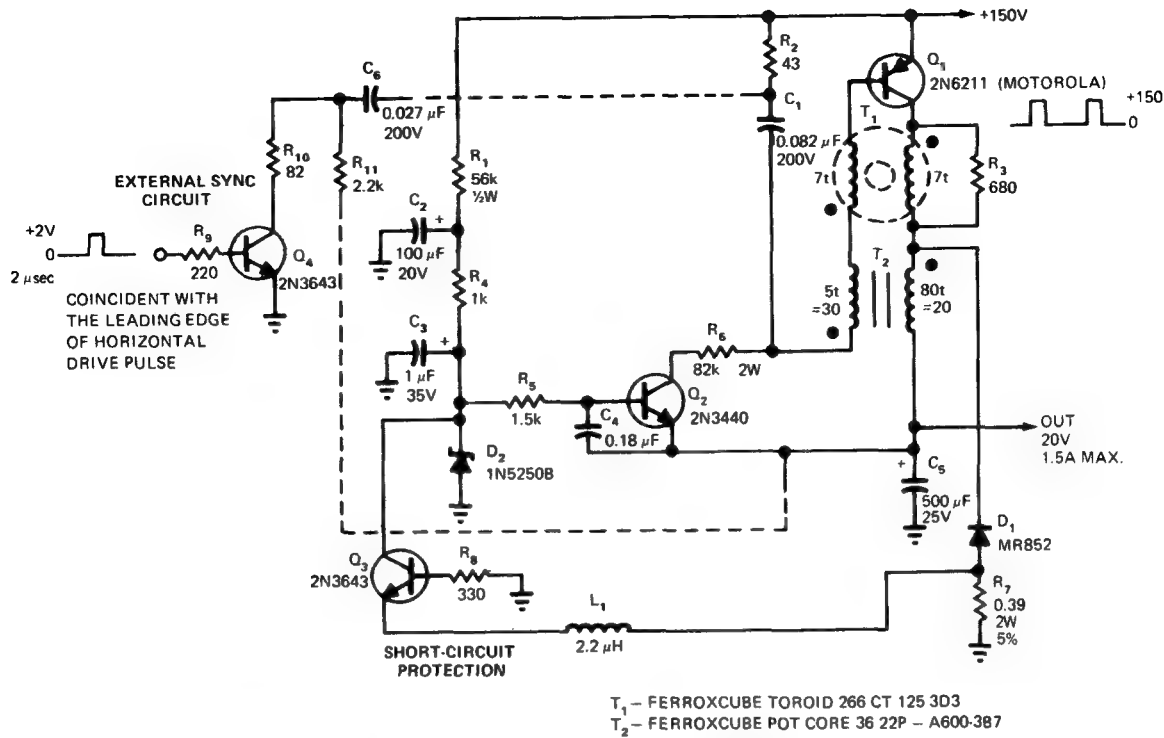 +150V
R2
43
Q1
2N6211 (MOTOROLA)
C6
0.027 µF
200V
C1
0.082 µF
200V
T1
+150
0
R10
82
R11
2.2k
R1
56k
½W
7t
7t
R3
680
EXTERNAL SYNC
CIRCUIT
+2V
0
2 µsec
R9
220
Q4
2N3643
C2
+
100 µF
20V
R4
1k
T2
5t
=30
80t
=20
COINCIDENT WITH
THE LEADING EDGE
OF HORIZONTAL
DRIVE PULSE
C3
+
1 µF
35V
R6
82k
2W
R5
1.5k
Q2
2N3440
C4
0.18 µF
OUT
20V
1.5A MAX.
D2
1N5250B
+
C5
500 µF
25V
D1
MR852
Q3
2N3643
R8
330
R7
0.39
2W
5%
L1
2.2 µH
SHORT-CIRCUIT
PROTECTION
T1 – FERROXCUBE TOROID 266 CT 125 3D3
T2 – FERROXCUBE POT CORE 36 22P – A600-3B7